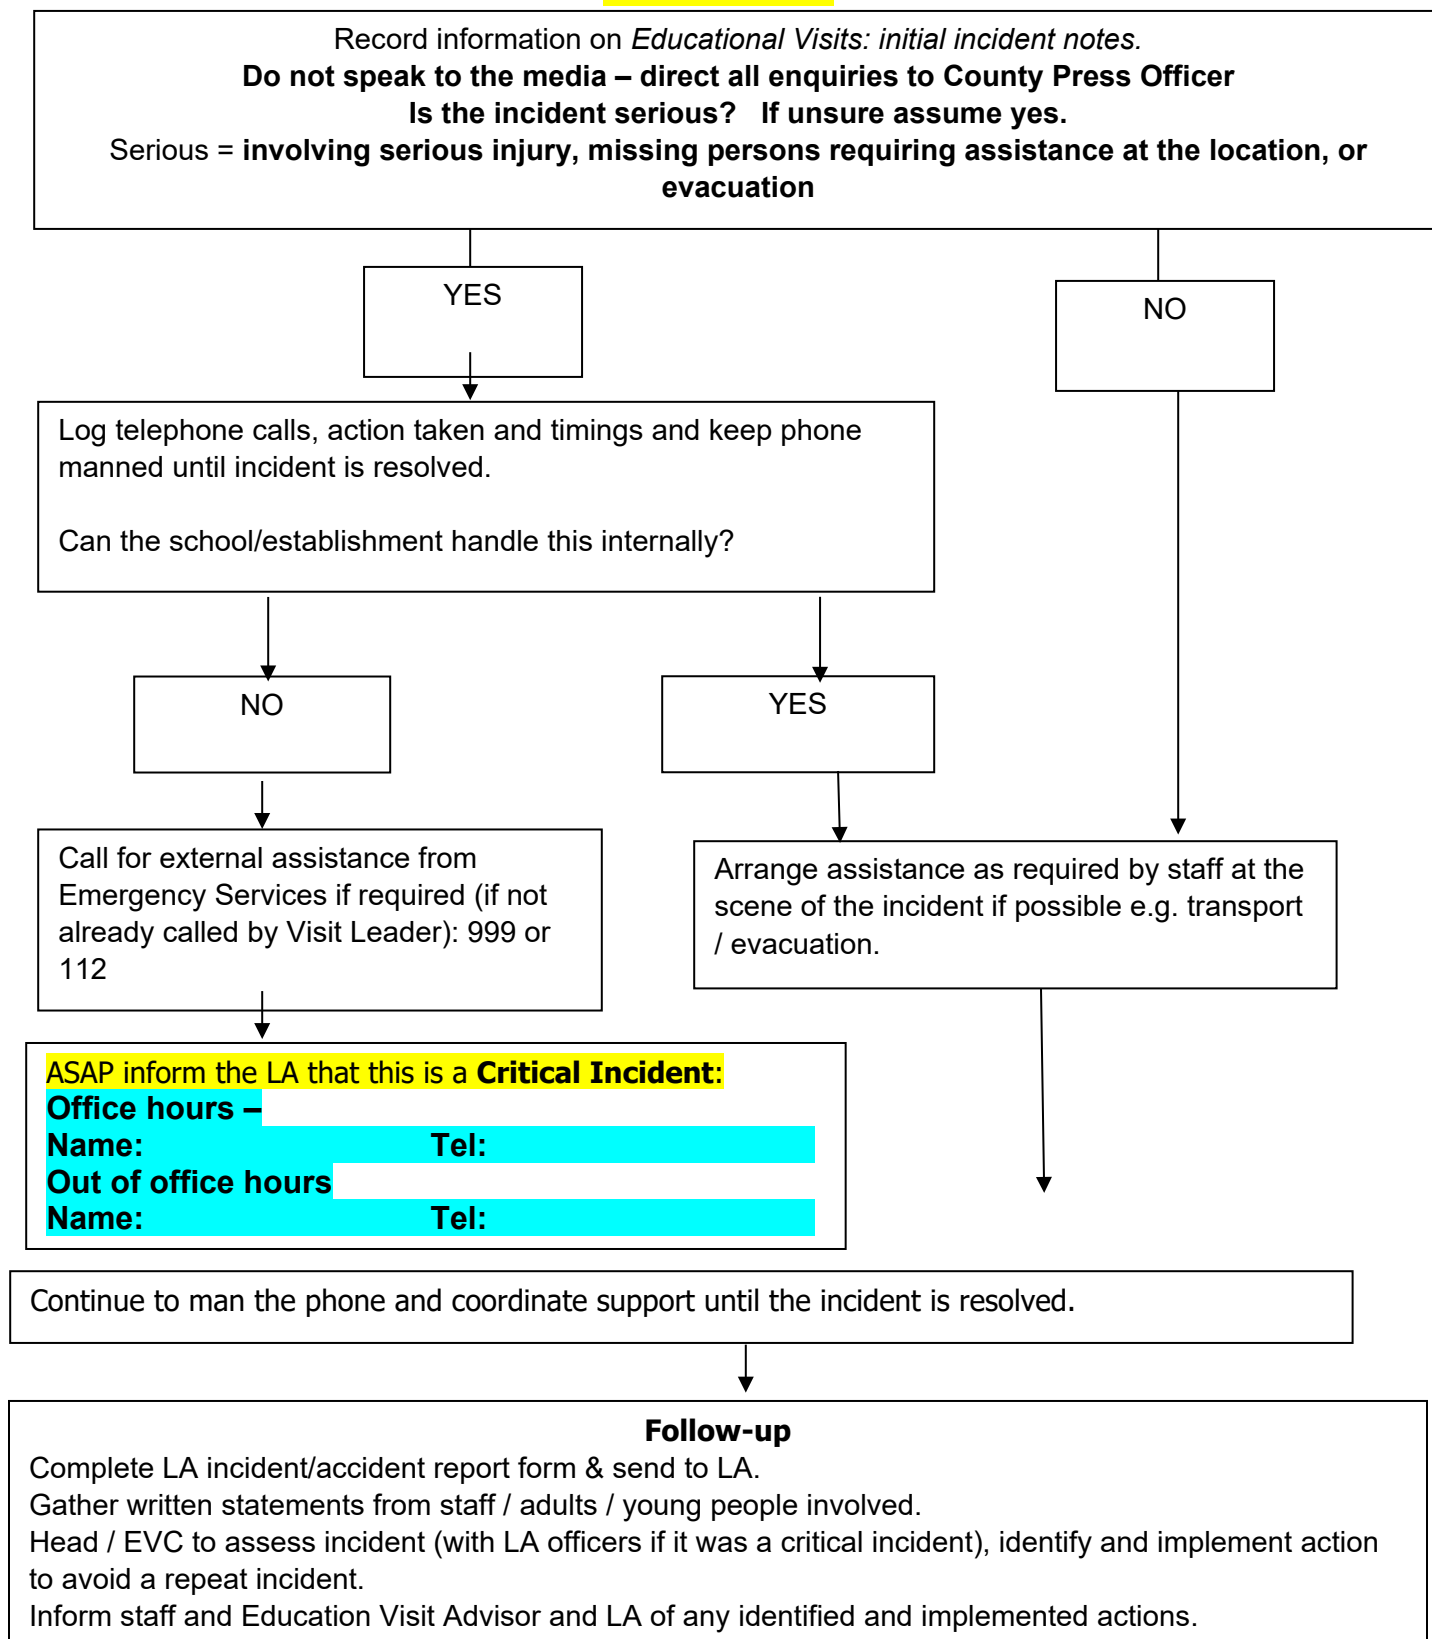 Record information on Educational Visits: initial incident notes.
Do not speak to the media – direct all enquiries to County Press Officer
Is the incident serious?   If unsure assume yes.
Serious = involving serious injury, missing persons requiring assistance at the location, or
evacuation
YES
NO
Log telephone calls, action taken and timings and keep phone
manned until incident is resolved.
Can the school/establishment handle this internally?
NO
YES
Call for external assistance from
Emergency Services if required (if not
already called by Visit Leader): 999 or
112
Arrange assistance as required by staff at the
scene of the incident if possible e.g. transport
/ evacuation.
ASAP inform the LA that this is a Critical Incident:
Office hours –
Name: Tel:
Out of office hours
Name: Tel:
Continue to man the phone and coordinate support until the incident is resolved.
Follow-up
Complete LA incident/accident report form & send to LA.
Gather written statements from staff / adults / young people involved.
Head / EVC to assess incident (with LA officers if it was a critical incident), identify and implement action
to avoid a repeat incident.
Inform staff and Education Visit Advisor and LA of any identified and implemented actions.